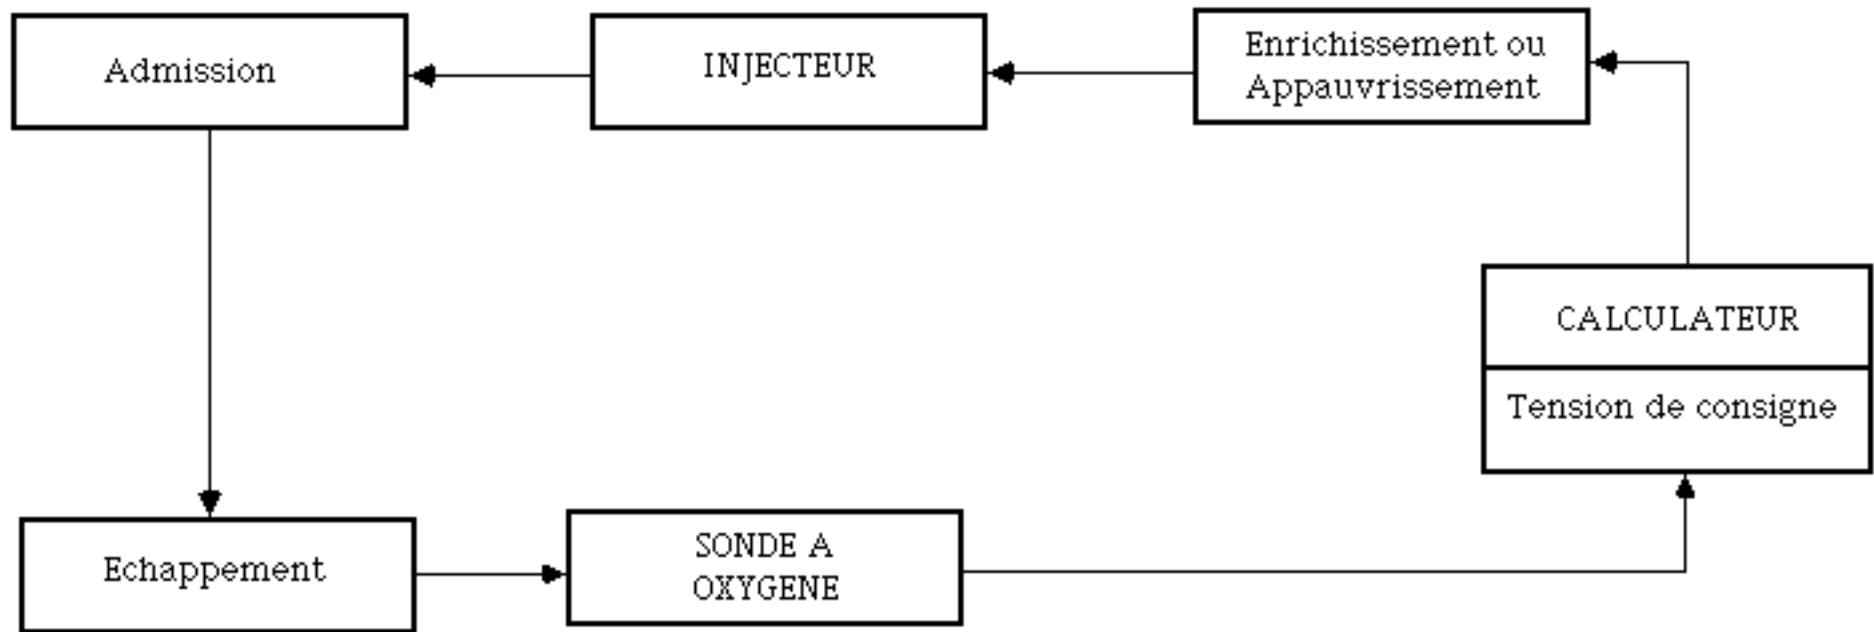 Admission
INJECTEUR
Enrichissement ou
Appauvrissement
CALCULATEUR
Tension de consigne
Echappement
SONDE A
OXYGENE